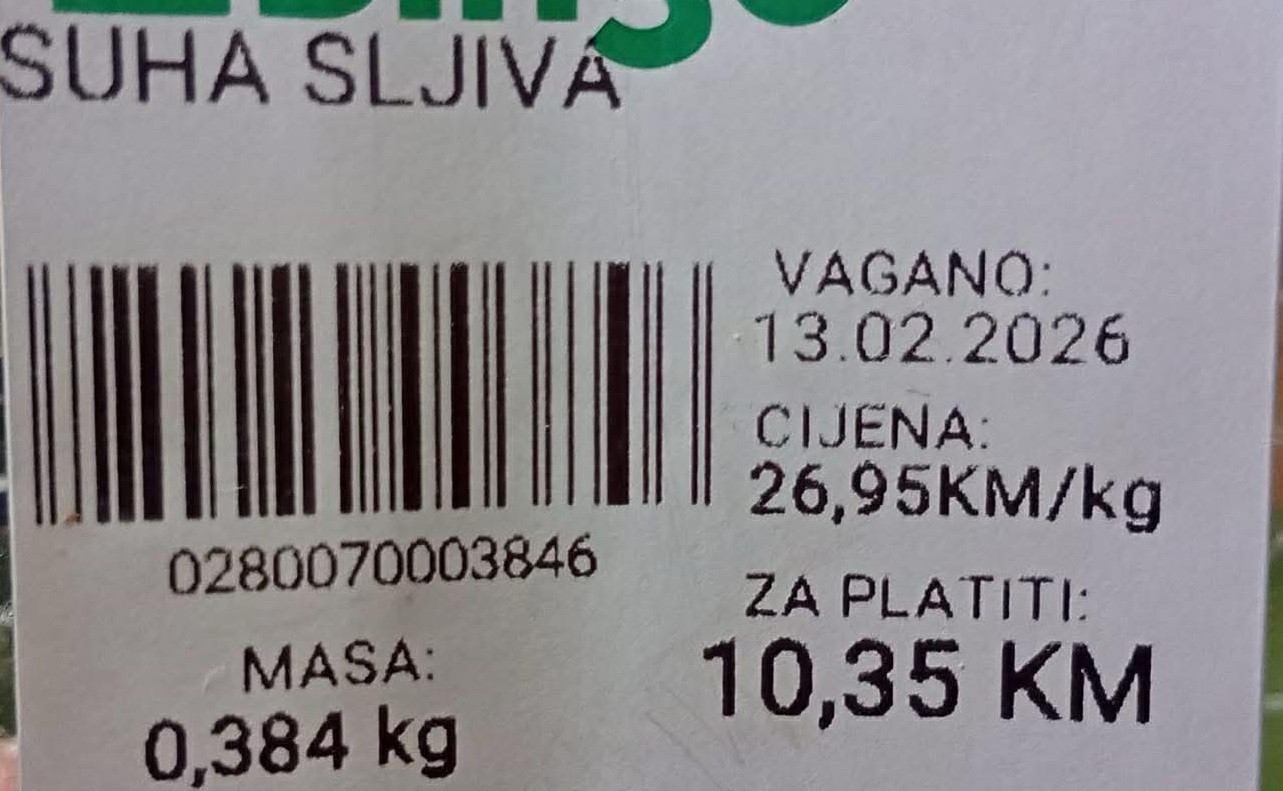 SUHA SLJIVA
VAGANO:
13.02.2026
CIJENA:
26,95KM/kg
0280070003846
ZA PLATITI:
10,35 KM
MASA:
0,384 kg